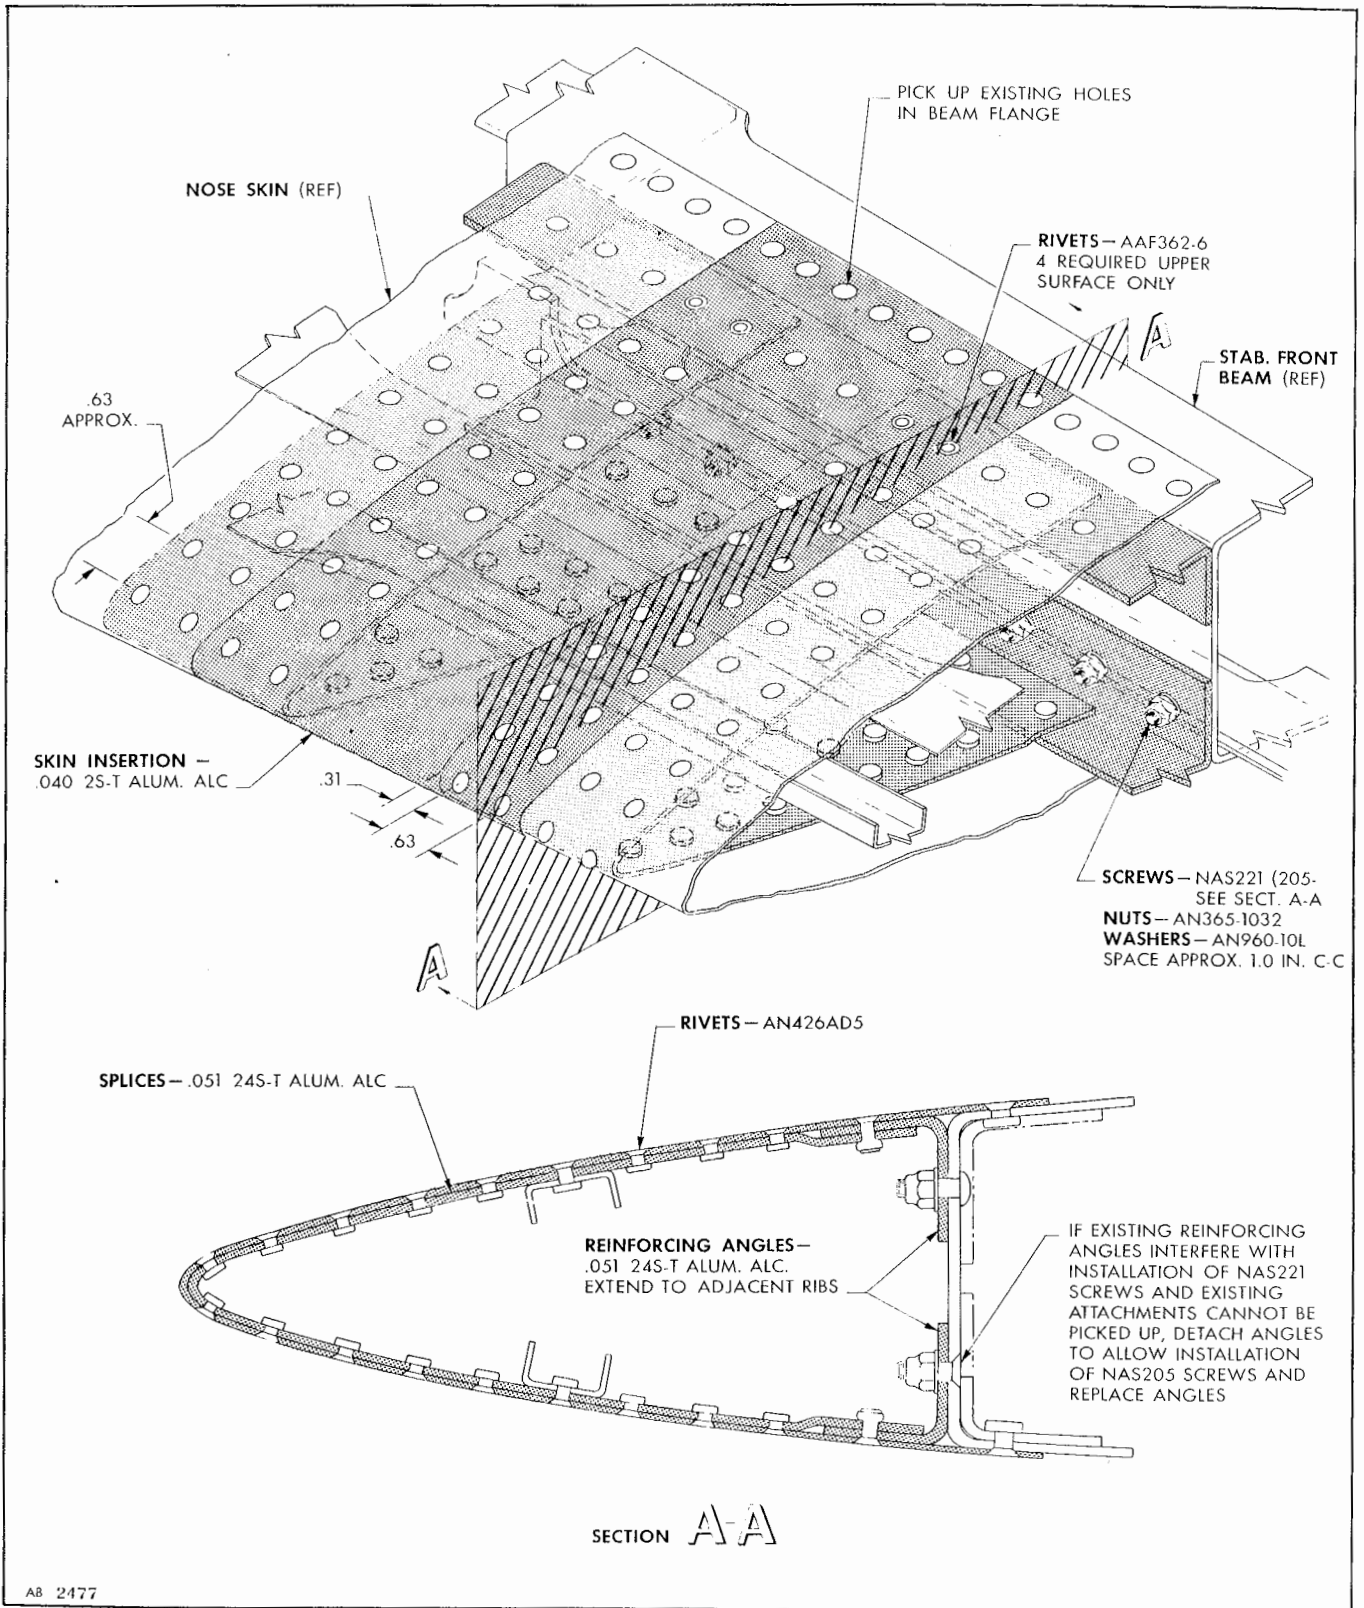 PICK UP EXISTING HOLES
IN BEAM FLANGE
NOSE SKIN (REF)
RIVETS — AAF362-6
4 REQUIRED UPPER
SURFACE ONLY
A
STAB. FRONT
BEAM (REF)
.63
APPROX.
SKIN INSERTION —
.040 2S-T ALUM. ALC
.31
.63
SCREWS — NAS221 (205-
SEE SECT. A-A
NUTS — AN365-1032
WASHERS — AN960-10L
SPACE APPROX. 1.0 IN. C-C
A
RIVETS — AN426AD5
SPLICES — .051 24S-T ALUM. ALC
REINFORCING ANGLES —
.051 24S-T ALUM. ALC.
EXTEND TO ADJACENT RIBS
IF EXISTING REINFORCING
ANGLES INTERFERE WITH
INSTALLATION OF NAS221
SCREWS AND EXISTING
ATTACHMENTS CANNOT BE
PICKED UP, DETACH ANGLES
TO ALLOW INSTALLATION
OF NAS205 SCREWS AND
REPLACE ANGLES
SECTION A-A
AB 2477